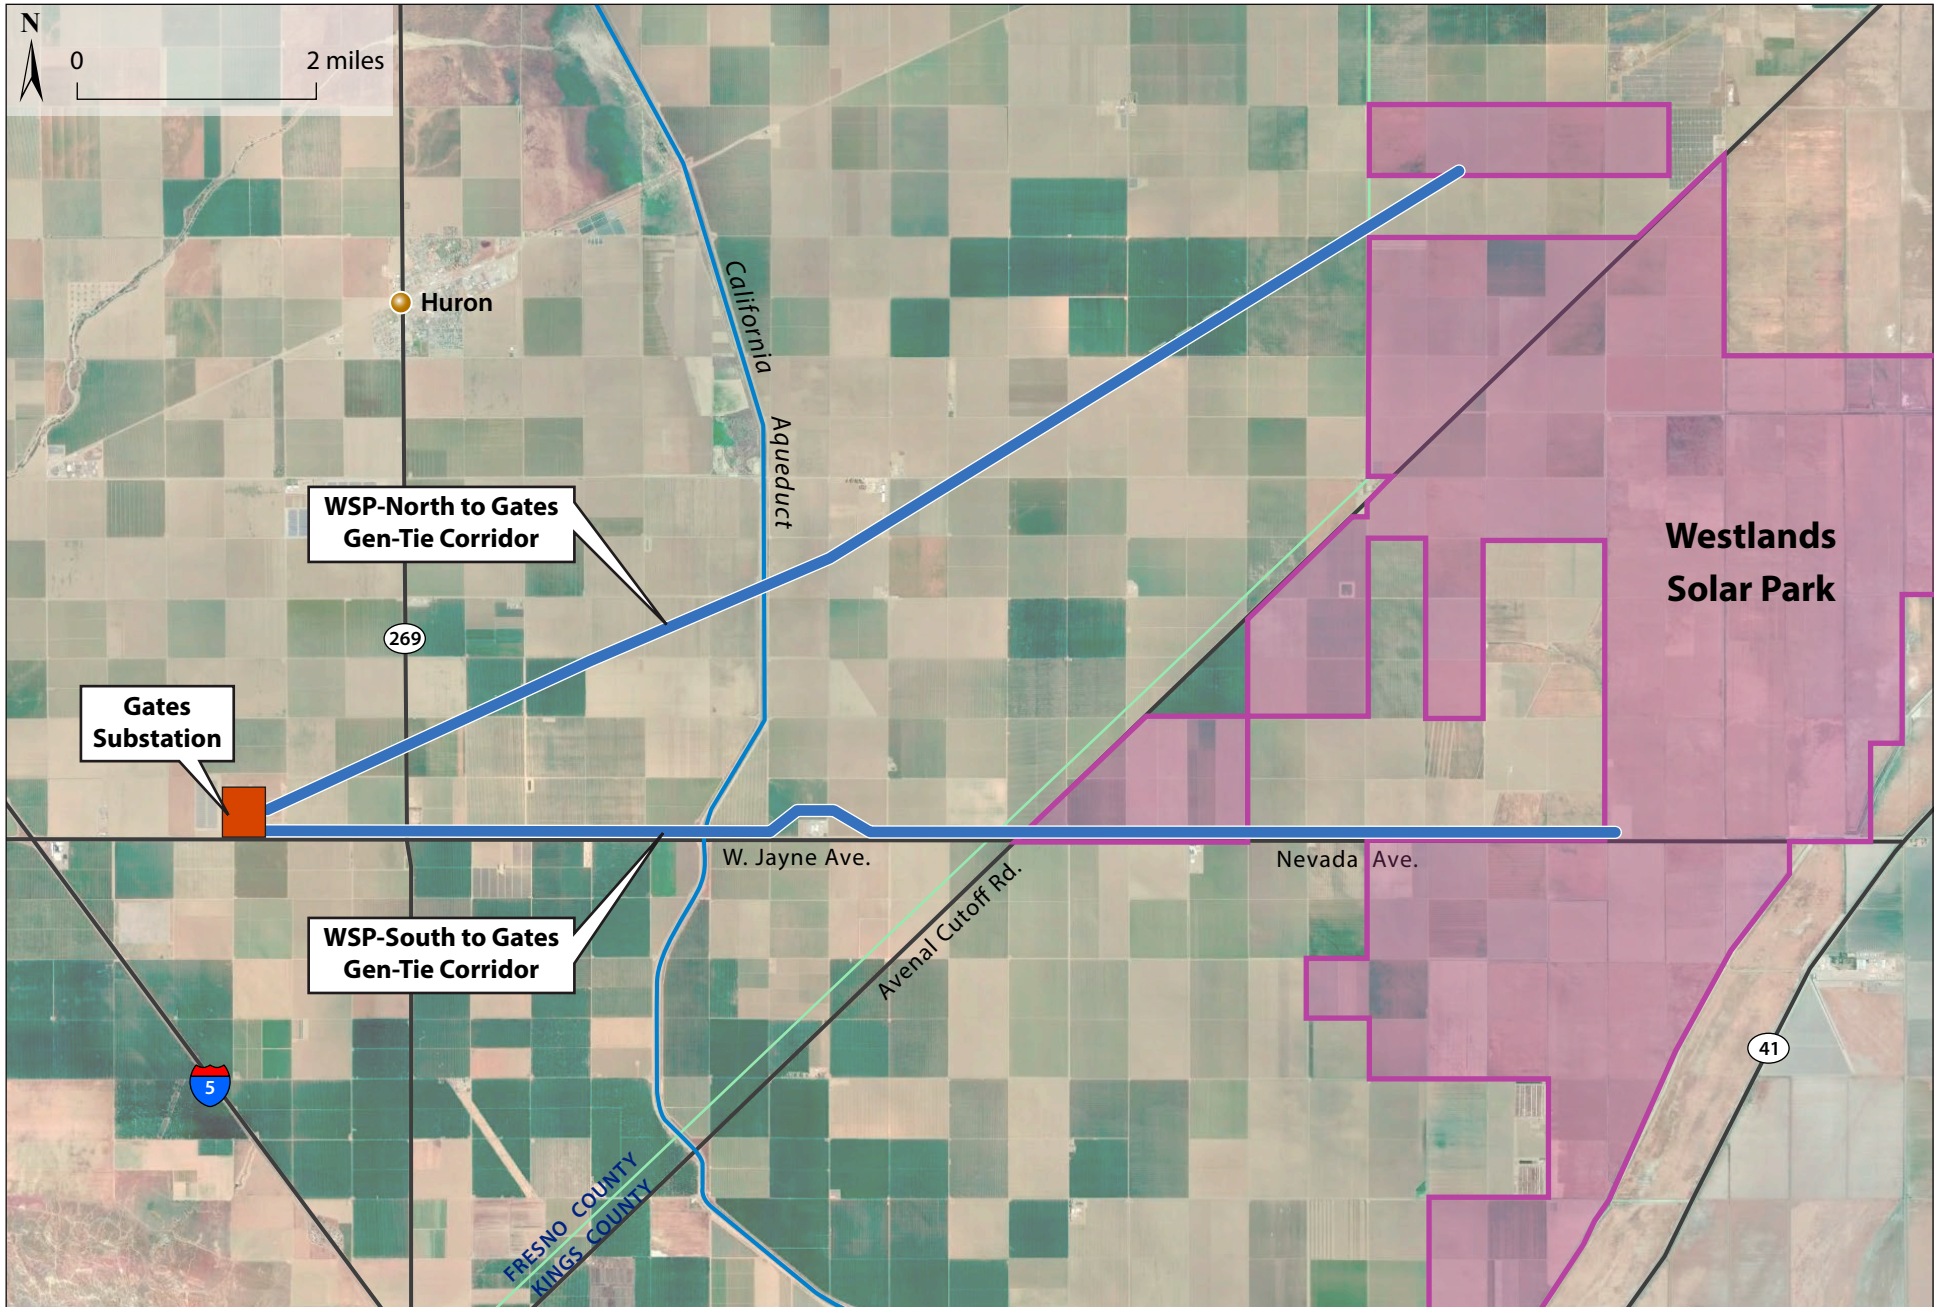 N
0 2 miles
California
Aqueduct
Huron
WSP-North to Gates
Gen-Tie Corridor
Westlands
Solar Park
269
Gates
Substation
W. Jayne Ave.
Nevada Ave.
Avenal Cutoff Rd.
WSP-South to Gates
Gen-Tie Corridor
41
5
FRESNO COUNTY
KINGS COUNTY